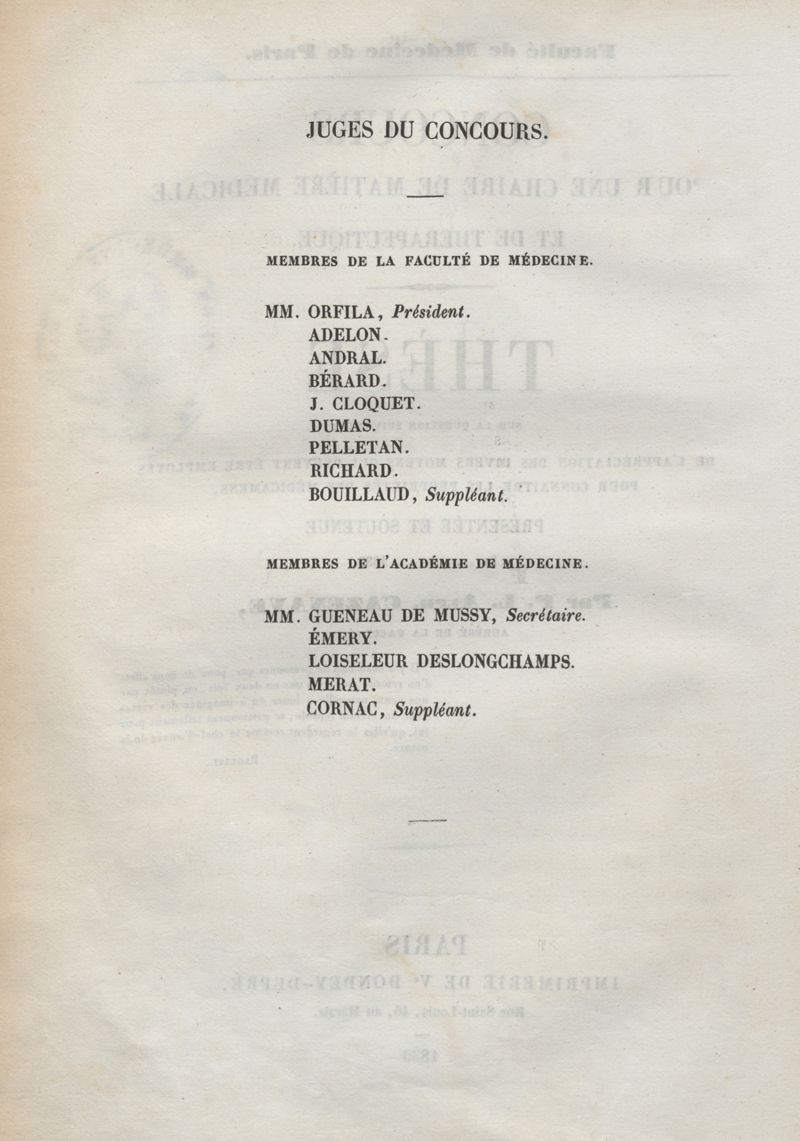 JUGES DU CONCOURS.
MEMBRES DE LA FACULTÉ DE MÉDECINE.
MM. ORFILA, Président.
ADELON.
ANDRAL.
BÉRARD.
J. CLOQUET.
DUMAS.
PELLETAN.
RICHARD.
BOUILLAUD, Suppléant.
MEMBRES DE L'ACADÉMIE DE MÉDECINE.
MM. GUENEAU DE MUSSY, Secrétaire.
ÉMERY.
LOISELEUR DESLONGCHAMPS.
MERAT.
CORNAC, Suppléant.